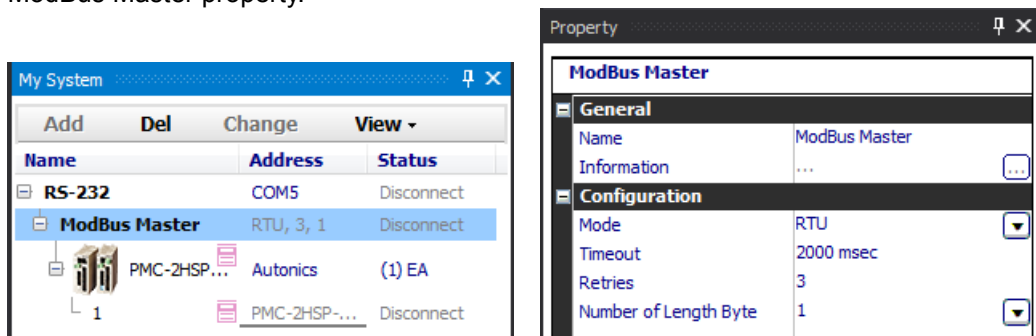 ModBus Master property.
My System
Add Del Change View
Name Address Status
RS-232 COM5 Disconnect
ModBus Master RTU, 3, 1 Disconnect
PMC-2HSP... Autonics (1) EA
1 PMC-2HSP-... Disconnect
Property
ModBus Master
General
Name ModBus Master
Information ... ...
Configuration
Mode RTU
Timeout 2000 msec
Retries 3
Number of Length Byte 1